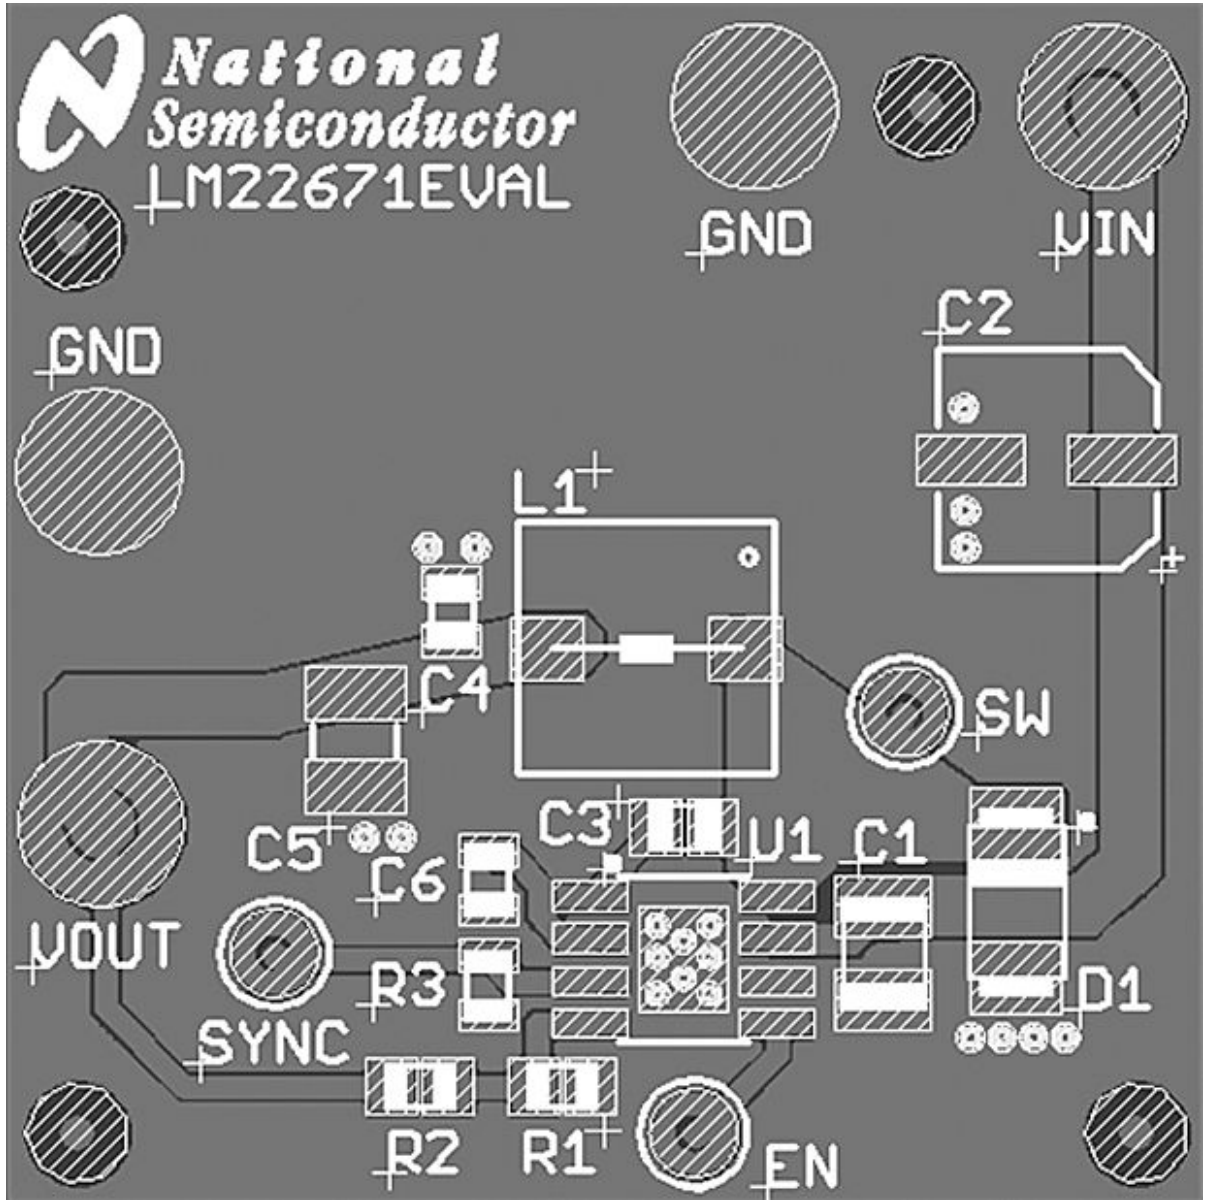 National
Semiconductor
LM22671EVAL
GND
VIN
C2
GND
L1
C4
SW
C3
U1
C1
C5
C6
VOUT
R3
D1
SYNC
R2
R1
EN